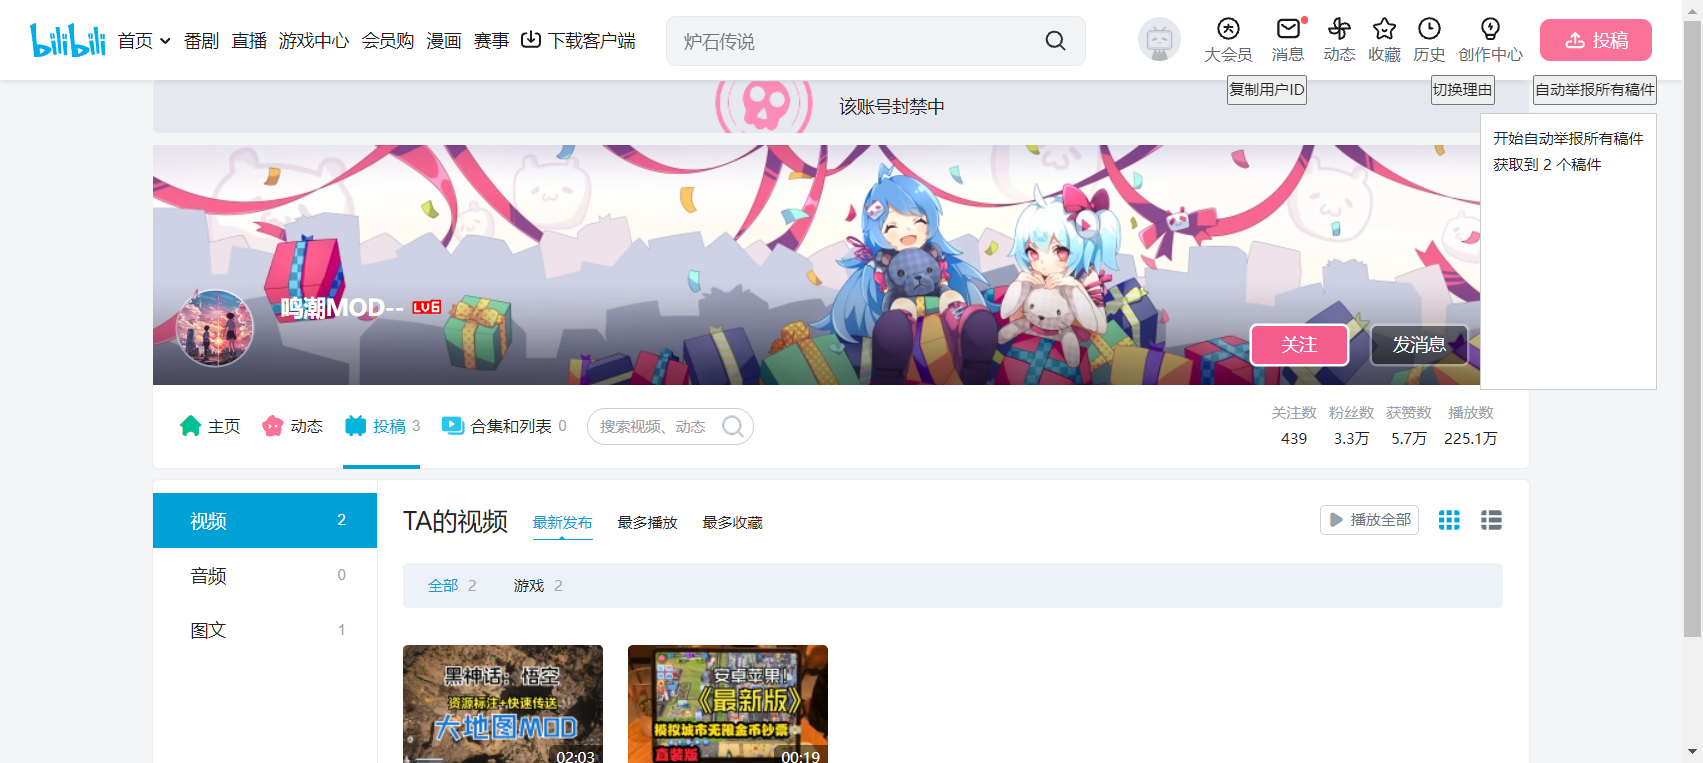 bilibili 首页 番剧 直播 游戏中心 会员购 漫画 赛事 下载客户端 炉石传说 大会员 消息 动态 收藏 历史 创作中心 投稿
复制用户ID 切换理由 自动举报所有稿件
该账号封禁中
开始自动举报所有稿件
获取到 2 个稿件
鸣潮MOD-- LV6
关注 发消息
主页 动态 投稿 3 合集和列表 0 搜索视频、动态
关注数 粉丝数 获赞数 播放数
439 3.3万 5.7万 225.1万
视频 2
音频 0
图文 1
TA的视频 最新发布 最多播放 最多收藏 播放全部
全部 2 游戏 2
黑神话：悟空
资源标注+快速传送
大地图MOD
02:03
安卓苹果!
《最新版》
模拟城市无限金币钞票
直装版
00:19